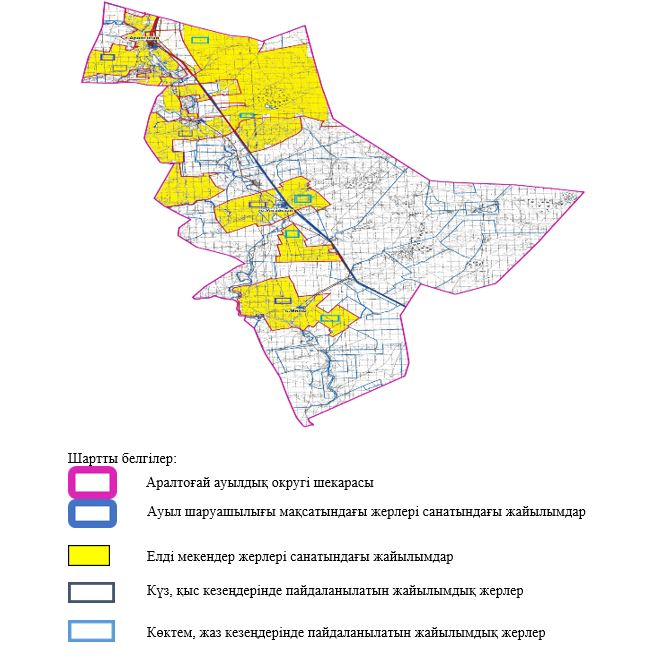 Шартты белгілер:
Аралтоғай ауылдық округі шекарасы
Ауыл шаруашылығы мақсатындағы жерлері санатындағы жайылымдар
Елді мекендер жерлері санатындағы жайылымдар
Күз, қыс кезеңдерінде пайдаланылатын жайылымдық жерлер
Көктем, жаз кезеңдерінде пайдаланылатын жайылымдық жерлер